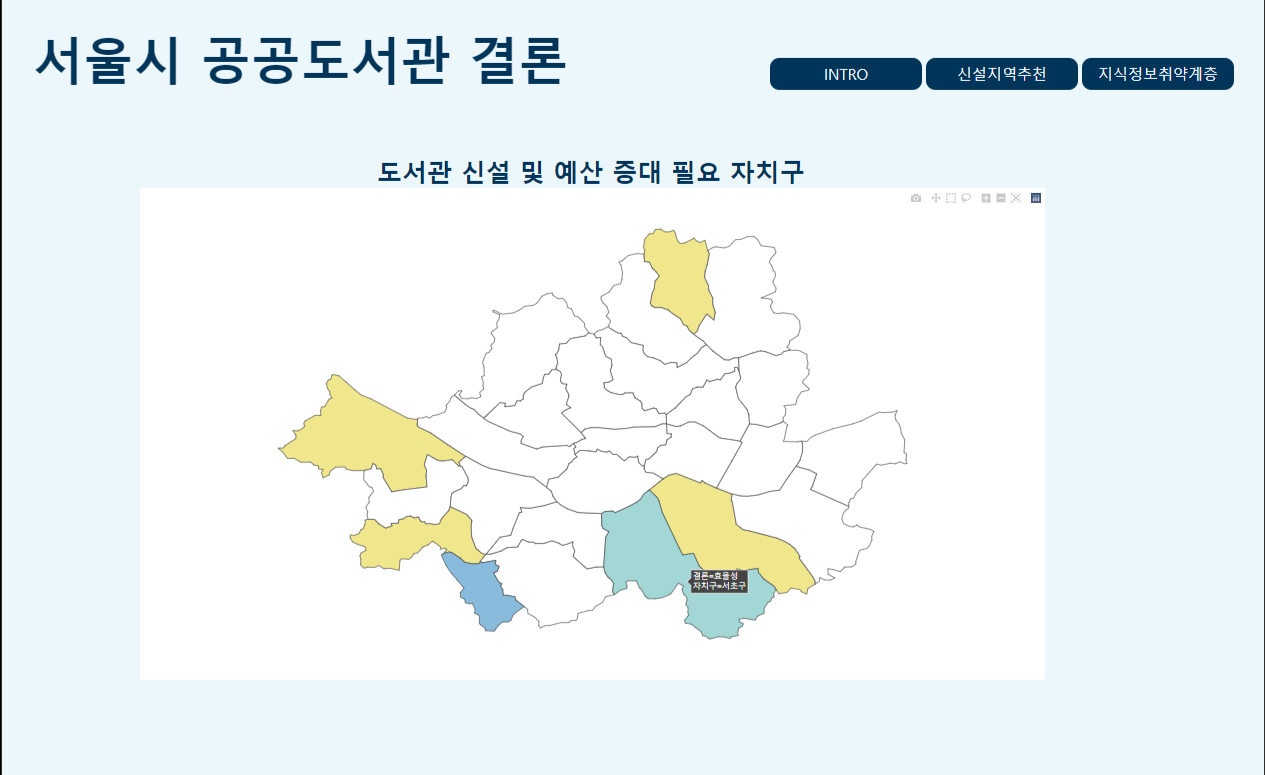 서울시 공공도서관 결론
INTRO
신설지역추천
지식정보취약계층
도서관 신설 및 예산 증대 필요 자치구
결론=효율성
자치구=서초구